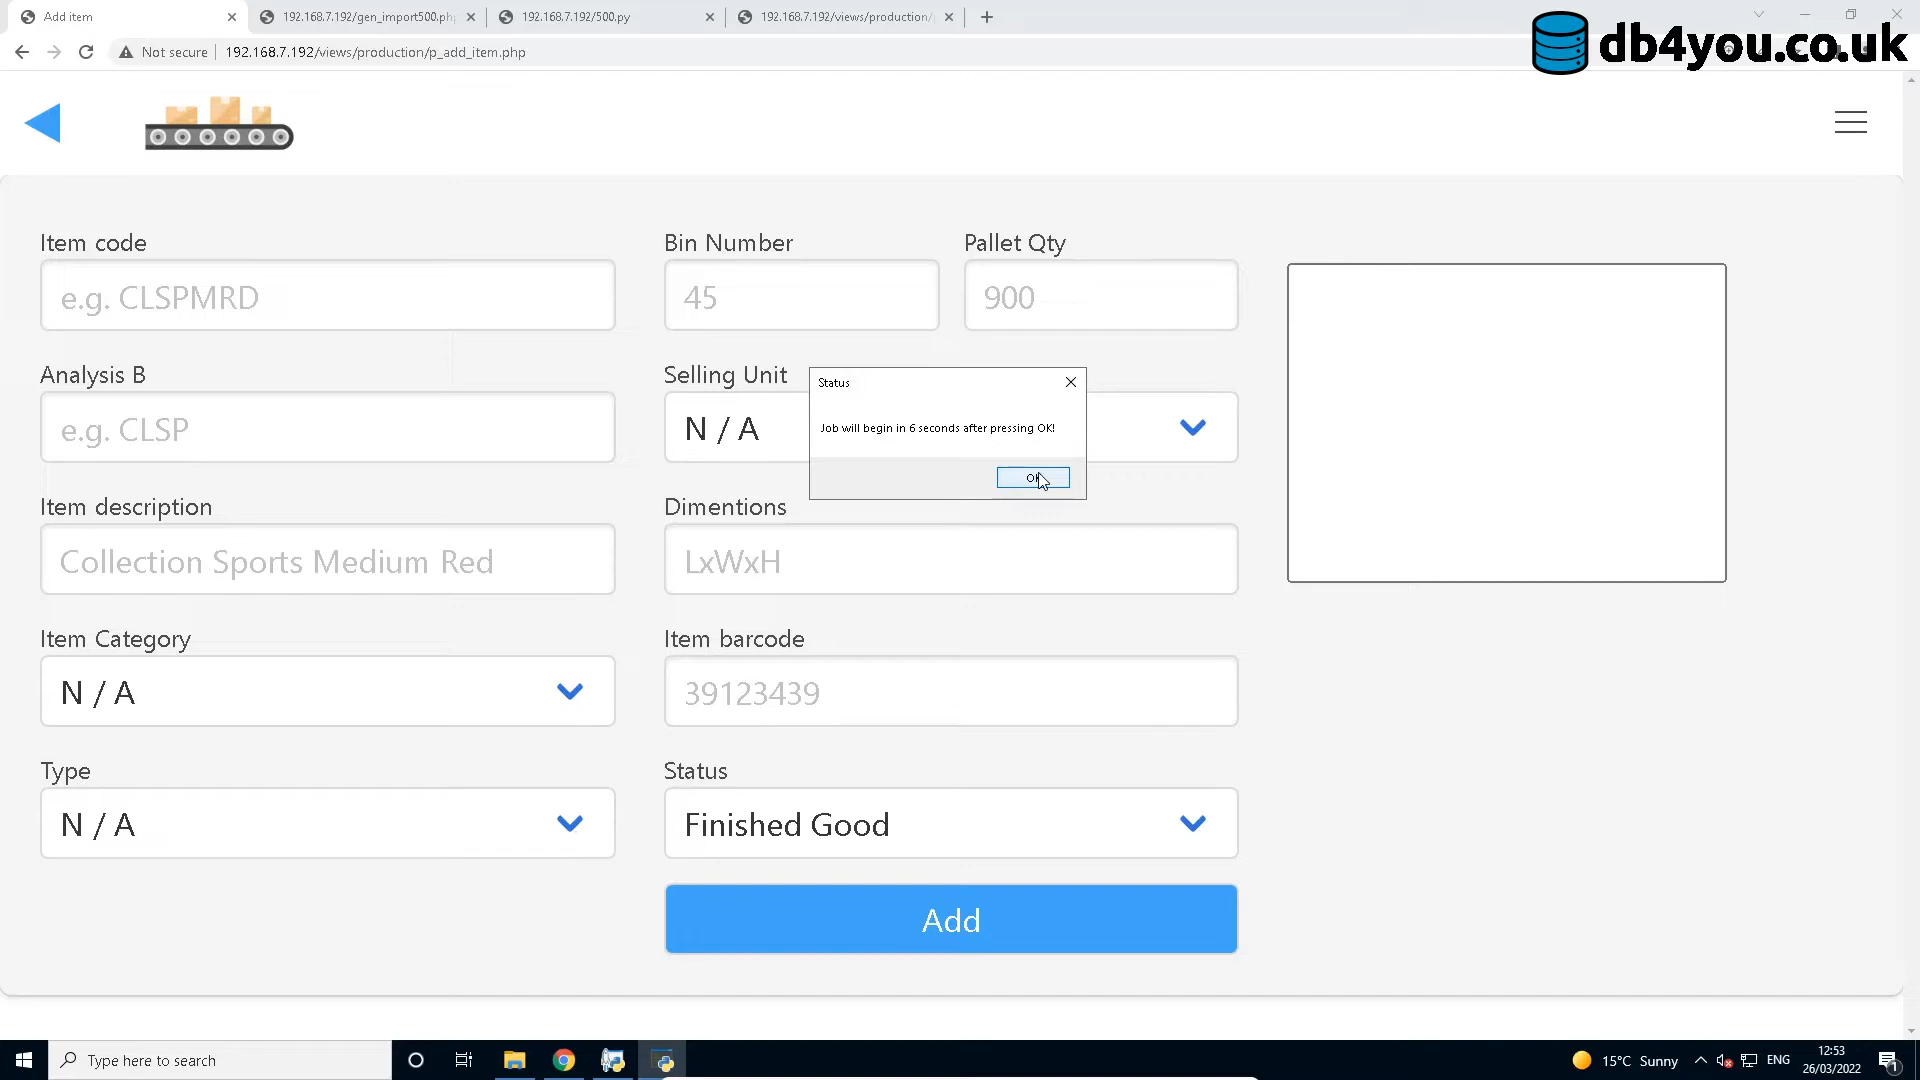 Add item
192.168.7.192/gen_import500.ph
192.168.7.192/500.py
192.168.7.192/views/production/
Not secure
192.168.7.192/views/production/p_add_item.php
db4you.co.uk
Item code
e.g. CLSPMRD
Bin Number
45
Pallet Qty
900
Analysis B
e.g. CLSP
Selling Unit
N / A
Status
Job will begin in 6 seconds after pressing OK!
OK
Item description
Collection Sports Medium Red
Dimentions
LxWxH
Item Category
N / A
Item barcode
39123439
Type
N / A
Status
Finished Good
Add
Type here to search
15°C Sunny
ENG
12:53
26/03/2022
1